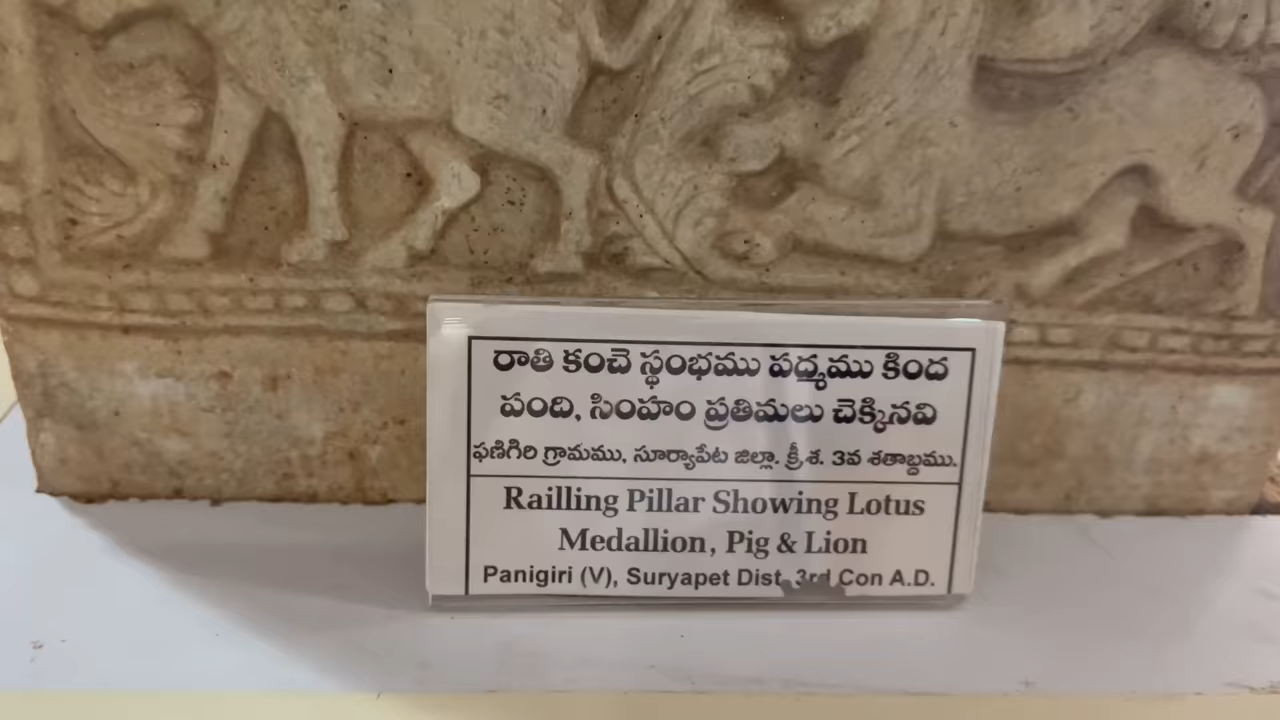 రాతి కంచె స్థంభము పద్మము కింద
పంది, సింహం ప్రతిమలు చెక్కినవి
ఫణిగిరి గ్రామము, సూర్యాపేట జిల్లా. క్రీ.శ. 3వ శతాబ్దము.
Railling Pillar Showing Lotus
Medallion, Pig & Lion
Panigiri (V), Suryapet Dist. 3rd Con A.D.